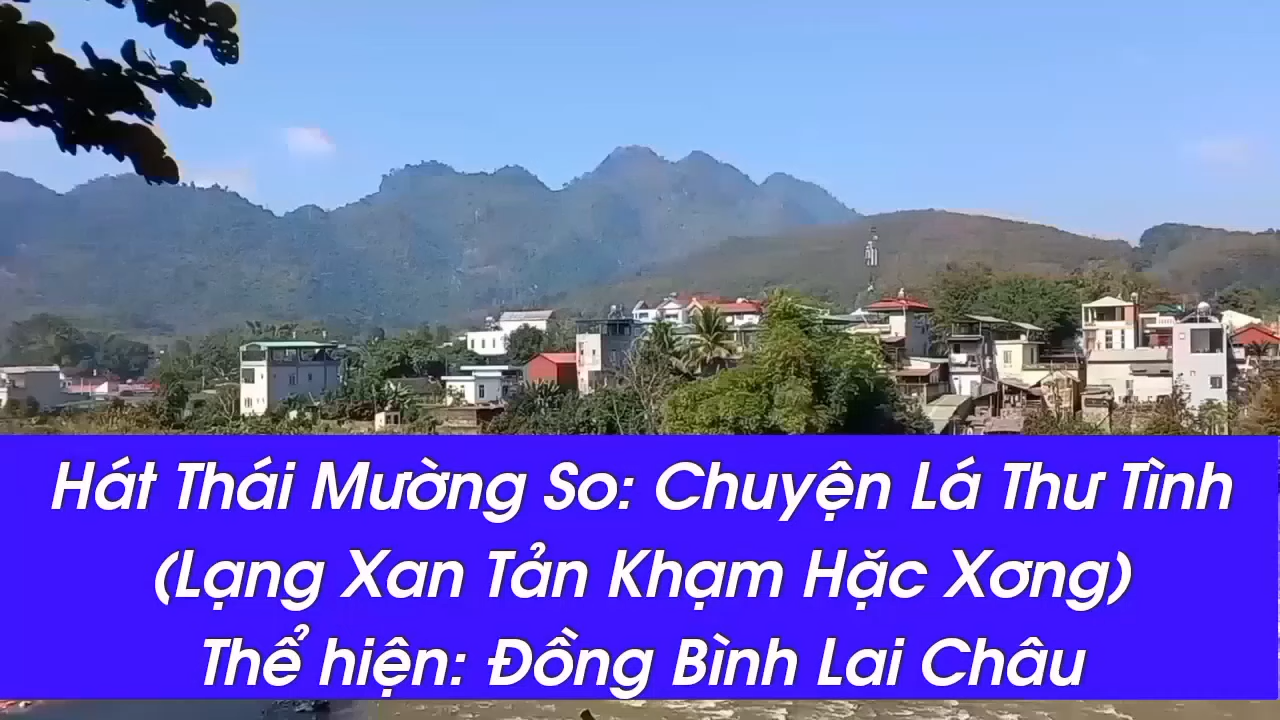 Hát Thái Mường So: Chuyện Lá Thư Tình
(Lạng Xan Tản Khạm Hặc Xơng)
Thể hiện: Đồng Bình Lai Châu